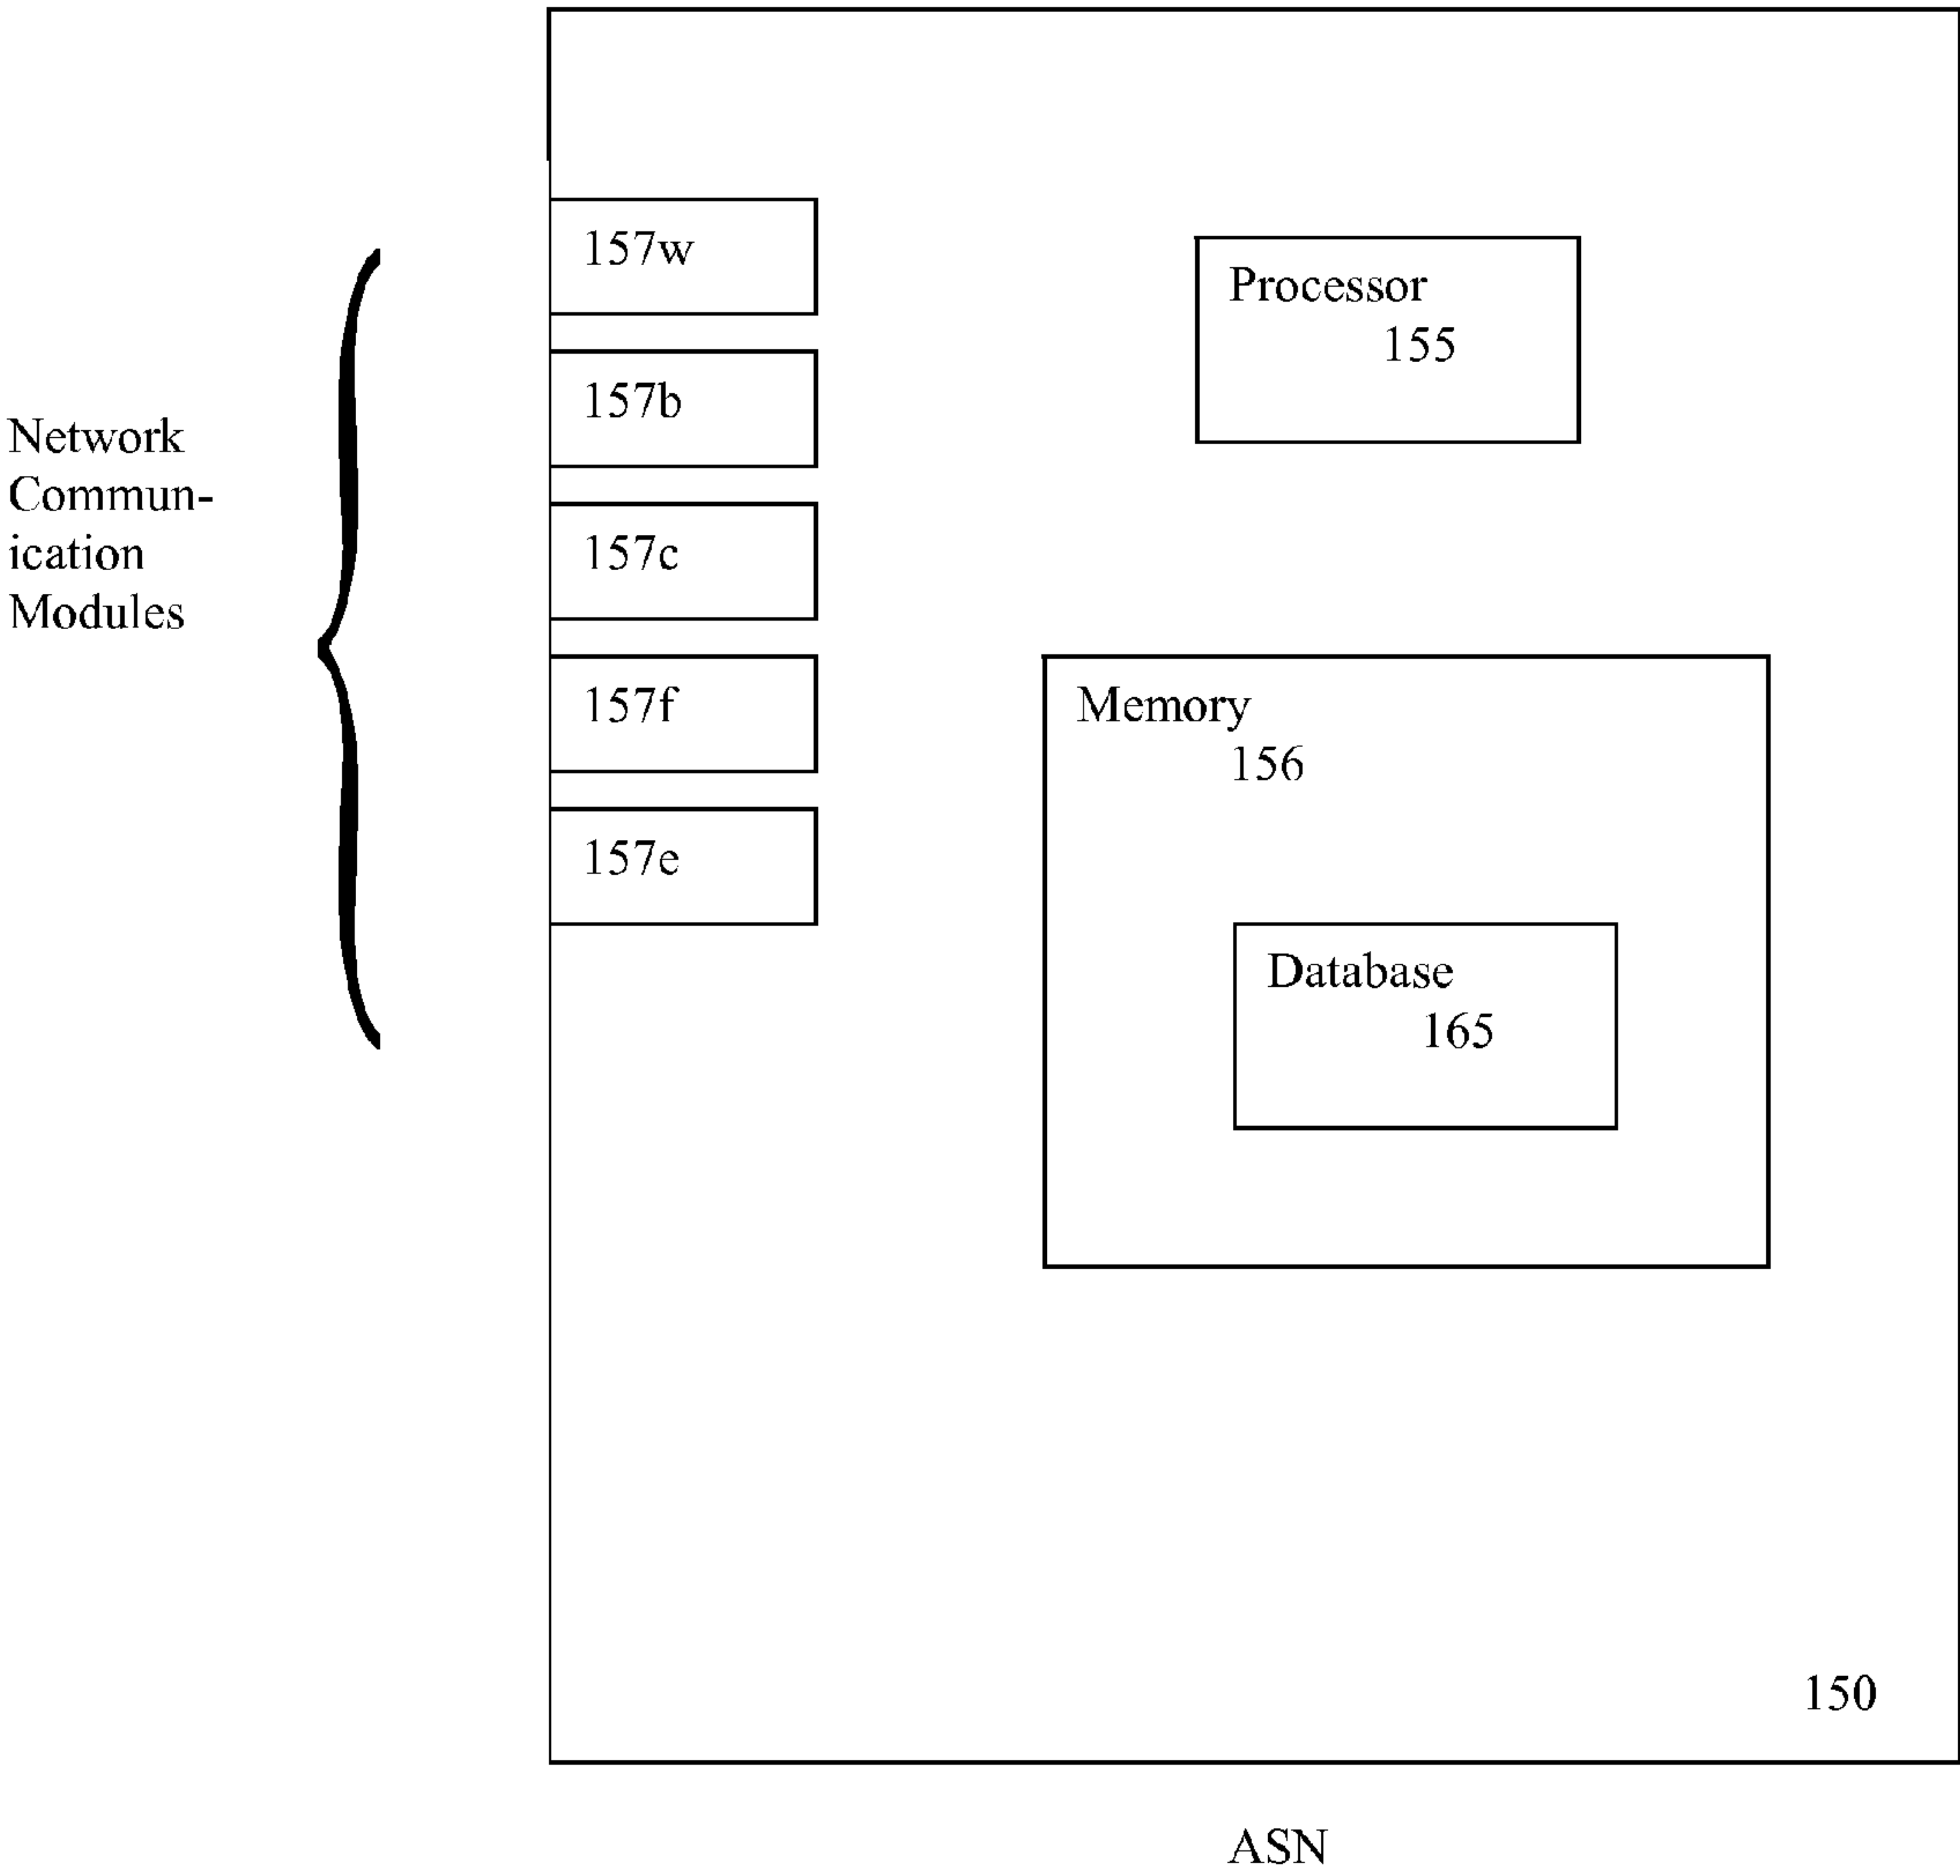 Network
Commun-
ication
Modules
157w
157b
157c
157f
157e
Processor
155
Memory
156
Database
165
150
ASN